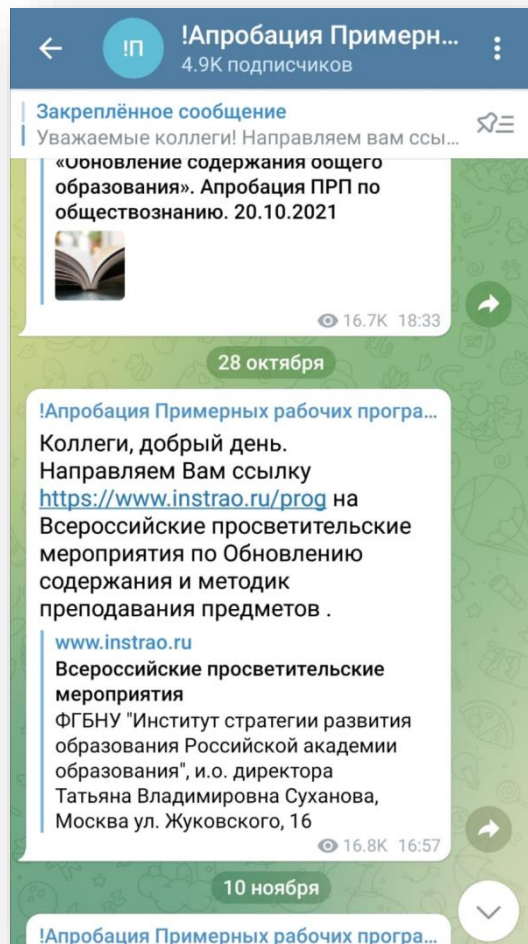 !П
!Апробация Примерн...
4.9K подписчиков
Закреплённое сообщение
Уважаемые коллеги! Направляем вам ссы...
«Обновление содержания общего
образования». Апробация ПРП по
обществознанию. 20.10.2021
16.7K 18:33
28 октября
!Апробация Примерных рабочих програ...
Коллеги, добрый день.
Направляем Вам ссылку
https://www.instrao.ru/prog на
Всероссийские просветительские
мероприятия по Обновлению
содержания и методик
преподавания предметов .
www.instrao.ru
Всероссийские просветительские
мероприятия
ФГБНУ "Институт стратегии развития
образования Российской академии
образования", и.о. директора
Татьяна Владимировна Суханова,
Москва ул. Жуковского, 16
16.8K 16:57
10 ноября
!Апробация Примерных рабочих програ...